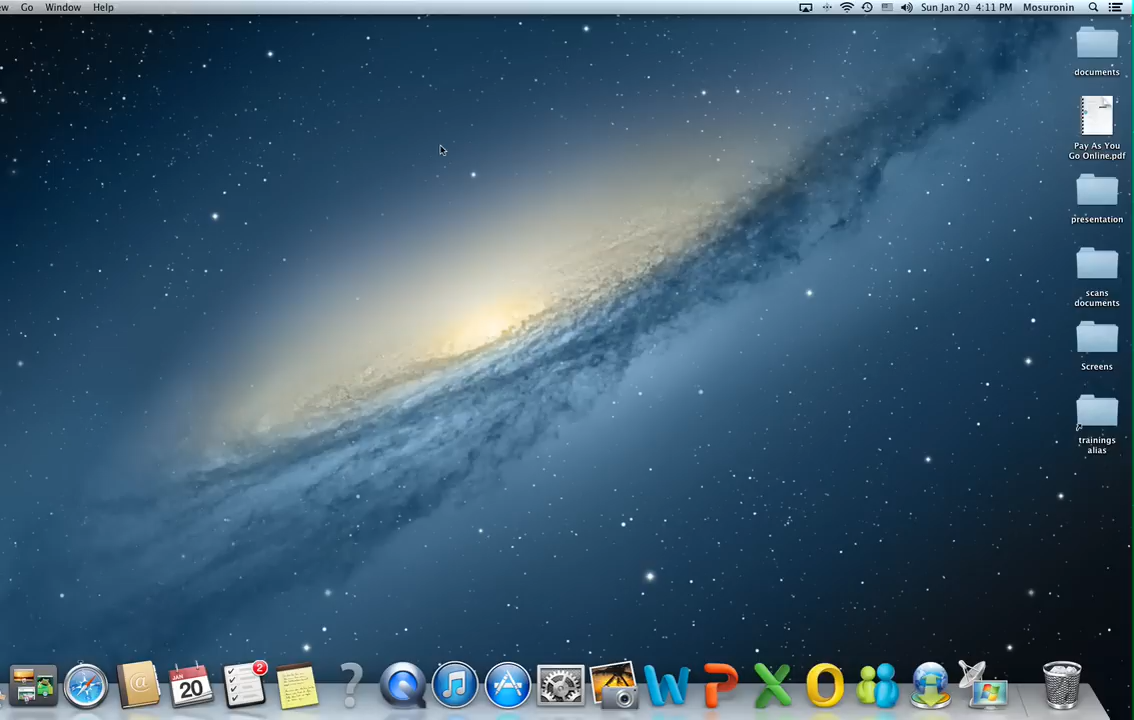 Go Window Help Sun Jan 20 4:11 PM Mosuronin
documents
Pay As You
Go Online.pdf
presentation
scans
documents
Screens
trainings
alias
JAN
20
2